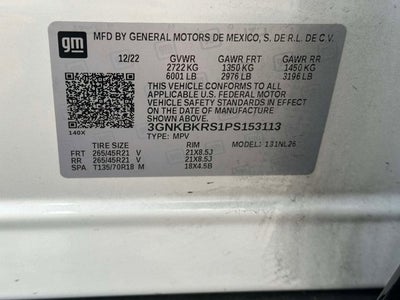 gm
MFD BY GENERAL MOTORS DE MEXICO, S. DE R.L. DE C.V.
12/22 GVWR GAWR FRT GAWR RR
2722 KG 1350 KG 1450 KG
6001 LB 2976 LB 3196 LB
THIS VEHICLE CONFORMS TO ALL
APPLICABLE U.S. FEDERAL MOTOR
VEHICLE SAFETY STANDARDS IN EFFECT ON THE
DATE OF MANUFACTURE SHOWN ABOVE.
3GNKBKRS1PS153113
140X TYPE: MPV
TIRE SIZE RIM MODEL: 131NL26
FRT 265/45R21 V 21X8.5J
RR 265/45R21 V 21X8.5J
SPA T135/70R18 M 18X4.5B